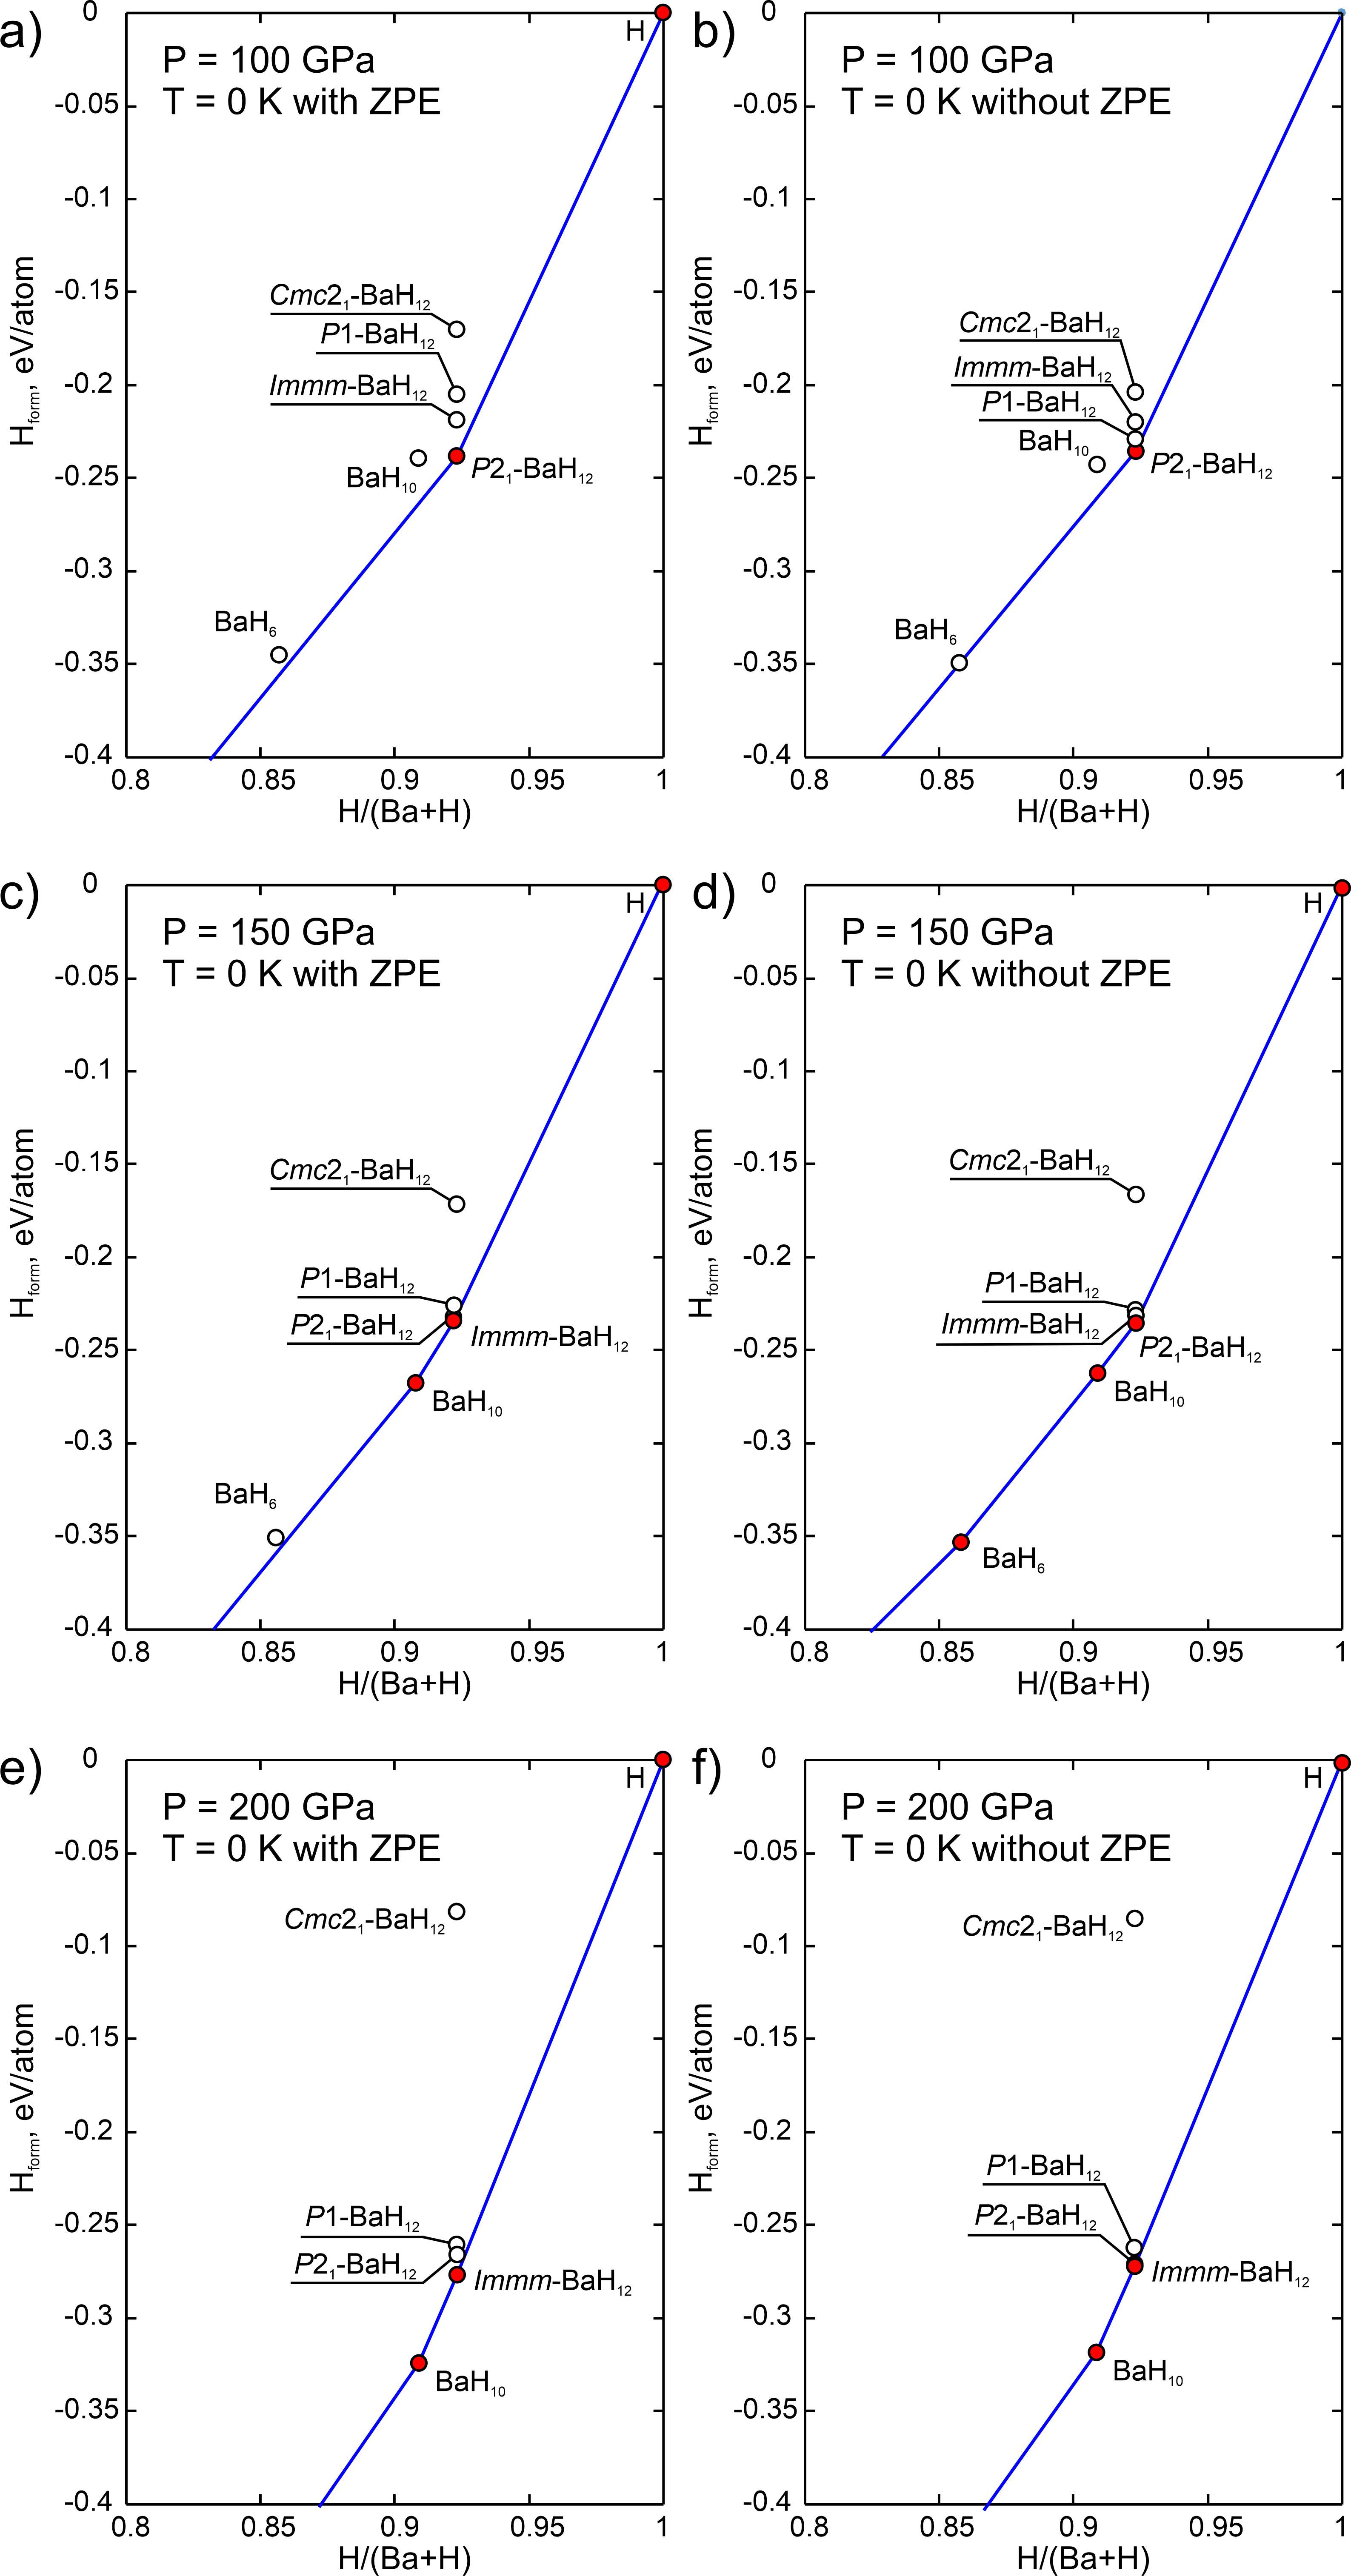 a)
P = 100 GPa
T = 0 K with ZPE
H
Cmc2₁-BaH₁₂
P1-BaH₁₂
Immm-BaH₁₂
BaH₁₀
P2₁-BaH₁₂
BaH₆
0
-0.05
-0.1
-0.15
-0.2
-0.25
-0.3
-0.35
-0.4
0.8 0.85 0.9 0.95 1
H/(Ba+H)
H_form, eV/atom
b)
P = 100 GPa
T = 0 K without ZPE
Cmc2₁-BaH₁₂
Immm-BaH₁₂
P1-BaH₁₂
BaH₁₀
P2₁-BaH₁₂
BaH₆
0
-0.05
-0.1
-0.15
-0.2
-0.25
-0.3
-0.35
-0.4
0.8 0.85 0.9 0.95 1
H/(Ba+H)
H_form, eV/atom
c)
P = 150 GPa
T = 0 K with ZPE
H
Cmc2₁-BaH₁₂
P1-BaH₁₂
P2₁-BaH₁₂
Immm-BaH₁₂
BaH₁₀
BaH₆
0
-0.05
-0.1
-0.15
-0.2
-0.25
-0.3
-0.35
-0.4
0.8 0.85 0.9 0.95 1
H/(Ba+H)
H_form, eV/atom
d)
P = 150 GPa
T = 0 K without ZPE
H
Cmc2₁-BaH₁₂
P1-BaH₁₂
Immm-BaH₁₂
P2₁-BaH₁₂
BaH₁₀
BaH₆
0
-0.05
-0.1
-0.15
-0.2
-0.25
-0.3
-0.35
-0.4
0.8 0.85 0.9 0.95 1
H/(Ba+H)
H_form, eV/atom
e)
P = 200 GPa
T = 0 K with ZPE
H
Cmc2₁-BaH₁₂
P1-BaH₁₂
P2₁-BaH₁₂
Immm-BaH₁₂
BaH₁₀
0
-0.05
-0.1
-0.15
-0.2
-0.25
-0.3
-0.35
-0.4
0.8 0.85 0.9 0.95 1
H/(Ba+H)
H_form, eV/atom
f)
P = 200 GPa
T = 0 K without ZPE
H
Cmc2₁-BaH₁₂
P1-BaH₁₂
P2₁-BaH₁₂
Immm-BaH₁₂
BaH₁₀
0
-0.05
-0.1
-0.15
-0.2
-0.25
-0.3
-0.35
-0.4
0.8 0.85 0.9 0.95 1
H/(Ba+H)
H_form, eV/atom